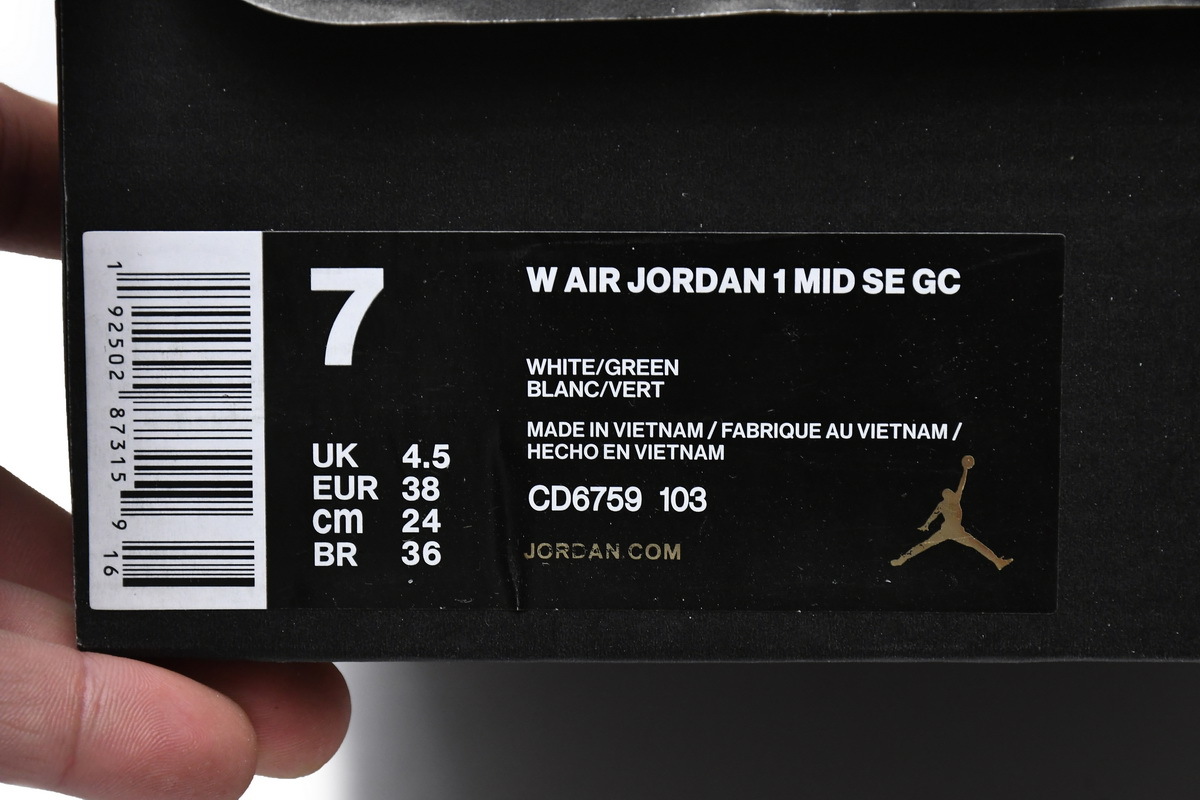 1 92502 87315 9 16
7
UK 4.5
EUR 38
cm 24
BR 36
W AIR JORDAN 1 MID SE GC
WHITE/GREEN
BLANC/VERT
MADE IN VIETNAM / FABRIQUE AU VIETNAM /
HECHO EN VIETNAM
CD6759 103
JORDAN.COM